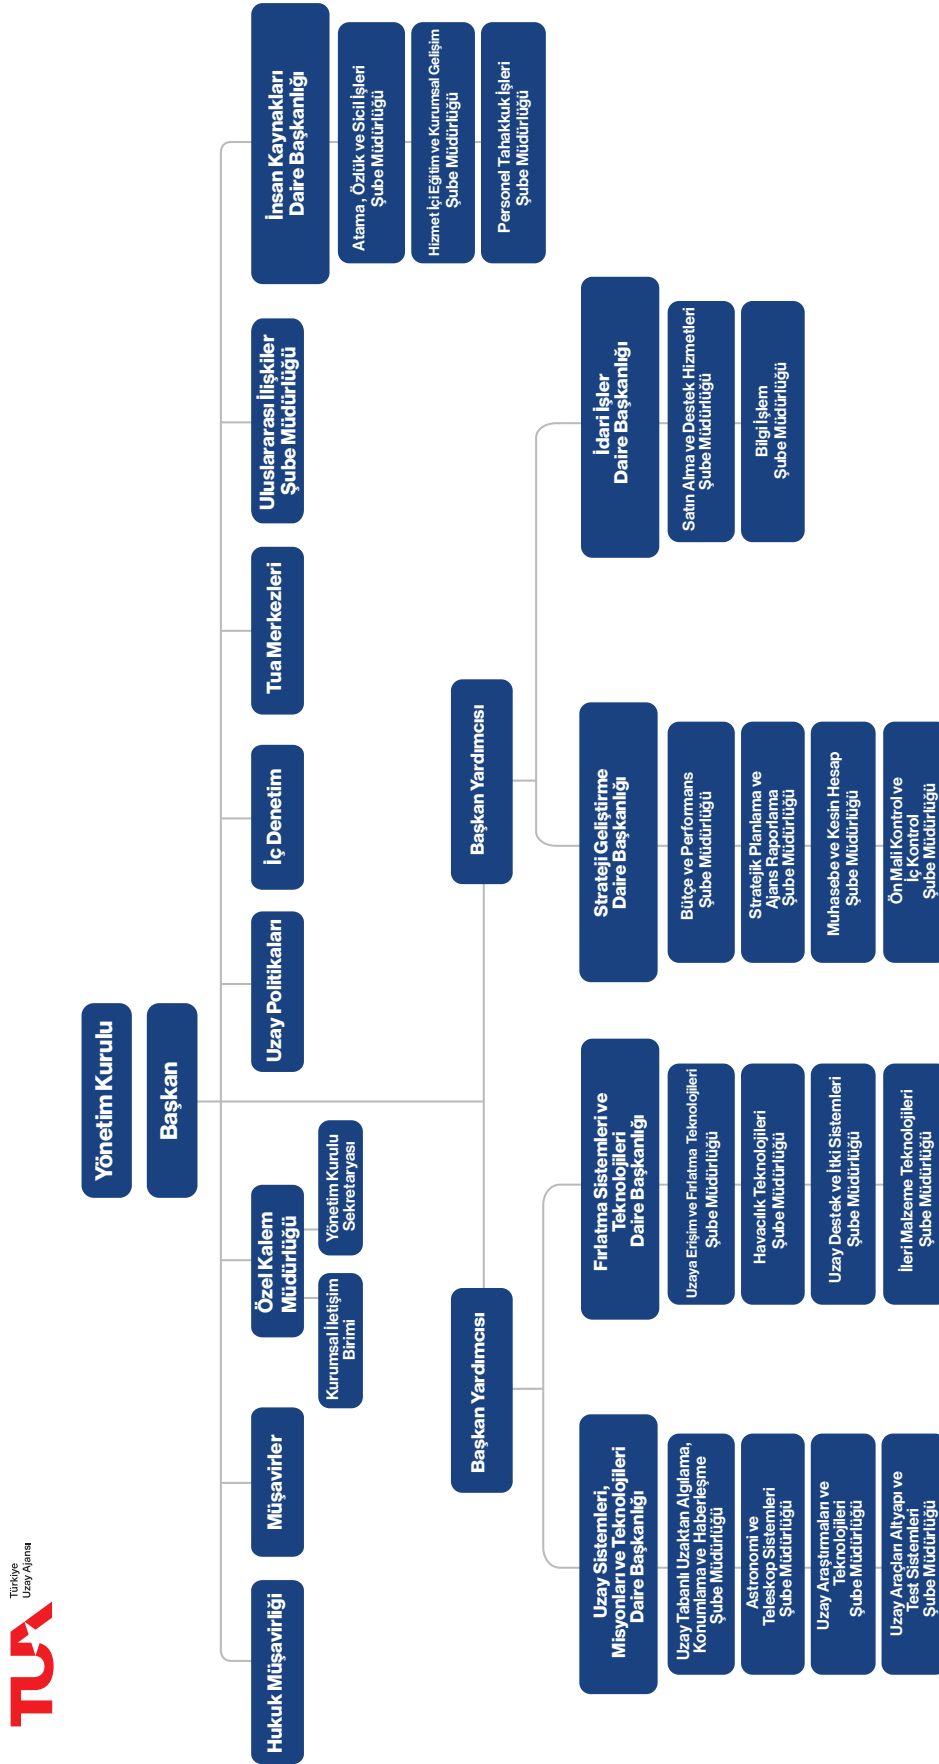 TUA
Türkiye
Uzay Ajansı
Yönetim Kurulu
Başkan
Hukuk Müşavirliği
Müşavirler
Özel Kalem
Müdürlüğü
Kurumsal İletişim
Birimi
Yönetim Kurulu
Sekretaryası
Uzay Politikaları
İç Denetim
Tua Merkezleri
Uluslararası İlişkiler
Şube Müdürlüğü
İnsan Kaynakları
Daire Başkanlığı
Atama , Özlük ve Sicil İşleri
Şube Müdürlüğü
Hizmet İçi Eğitim ve Kurumsal Gelişim
Şube Müdürlüğü
Personel Tahakkuk İşleri
Şube Müdürlüğü
Başkan Yardımcısı
Başkan Yardımcısı
Uzay Sistemleri,
Misyonları ve Teknolojileri
Daire Başkanlığı
Uzay Tabanlı Uzaktan Algılama,
Konumlama ve Haberleşme
Şube Müdürlüğü
Astronomi ve
Teleskop Sistemleri
Şube Müdürlüğü
Uzay Araştırmaları ve
Teknolojileri
Şube Müdürlüğü
Uzay Araçları Altyapı ve
Test Sistemleri
Şube Müdürlüğü
Fırlatma Sistemleri ve
Teknolojileri
Daire Başkanlığı
Uzaya Erişim ve Fırlatma Teknolojileri
Şube Müdürlüğü
Havacılık Teknolojileri
Şube Müdürlüğü
Uzay Destek ve İtki Sistemleri
Şube Müdürlüğü
İleri Malzeme Teknolojileri
Şube Müdürlüğü
Strateji Geliştirme
Daire Başkanlığı
Bütçe ve Performans
Şube Müdürlüğü
Stratejik Planlama ve
Ajans Raporlama
Şube Müdürlüğü
Muhasebe ve Kesin Hesap
Şube Müdürlüğü
Ön Mali Kontrol ve
İç Kontrol
Şube Müdürlüğü
İdari İşler
Daire Başkanlığı
Satın Alma ve Destek Hizmetleri
Şube Müdürlüğü
Bilgi İşlem
Şube Müdürlüğü